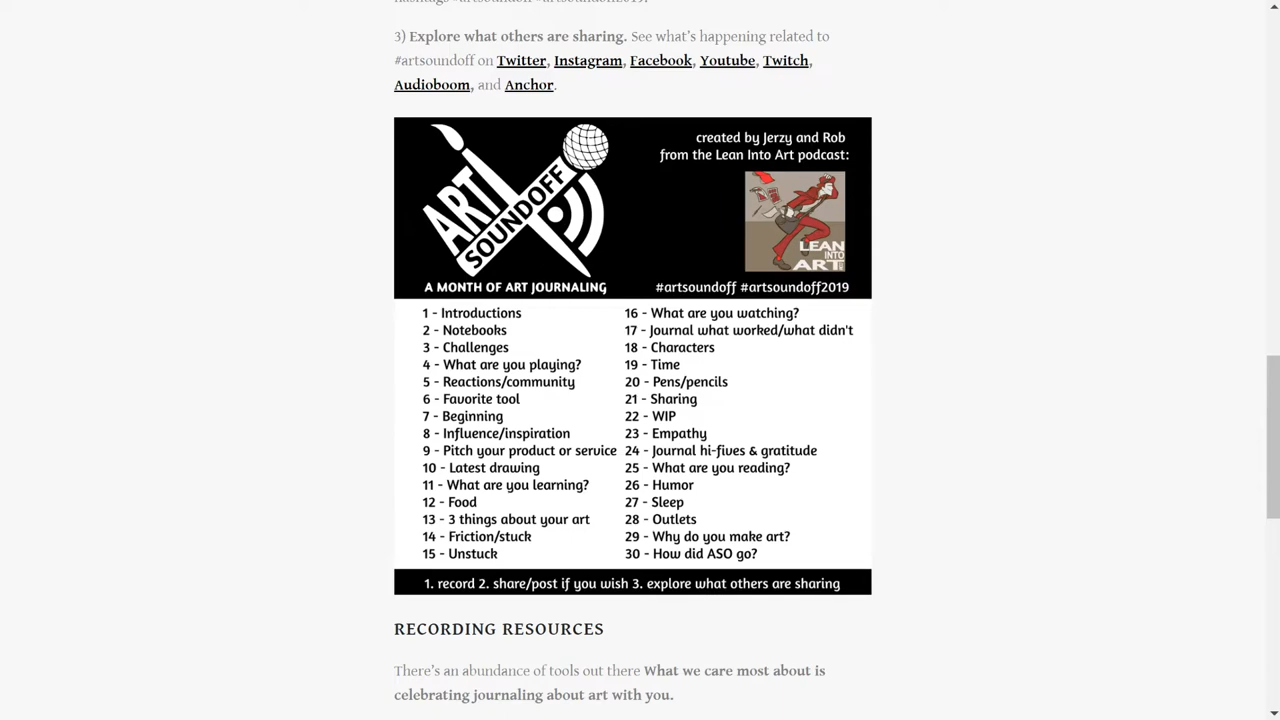 3) Explore what others are sharing. See what's happening related to
#artsoundoff on Twitter, Instagram, Facebook, Youtube, Twitch,
Audioboom, and Anchor.
ART
SOUNDOFF
created by Jerzy and Rob
from the Lean Into Art podcast:
LEAN
INTO
ART
A MONTH OF ART JOURNALING
#artsoundoff #artsoundoff2019
1 - Introductions
2 - Notebooks
3 - Challenges
4 - What are you playing?
5 - Reactions/community
6 - Favorite tool
7 - Beginning
8 - Influence/inspiration
9 - Pitch your product or service
10 - Latest drawing
11 - What are you learning?
12 - Food
13 - 3 things about your art
14 - Friction/stuck
15 - Unstuck
16 - What are you watching?
17 - Journal what worked/what didn't
18 - Characters
19 - Time
20 - Pens/pencils
21 - Sharing
22 - WIP
23 - Empathy
24 - Journal hi-fives & gratitude
25 - What are you reading?
26 - Humor
27 - Sleep
28 - Outlets
29 - Why do you make art?
30 - How did ASO go?
1. record 2. share/post if you wish 3. explore what others are sharing
RECORDING RESOURCES
There's an abundance of tools out there What we care most about is
celebrating journaling about art with you.